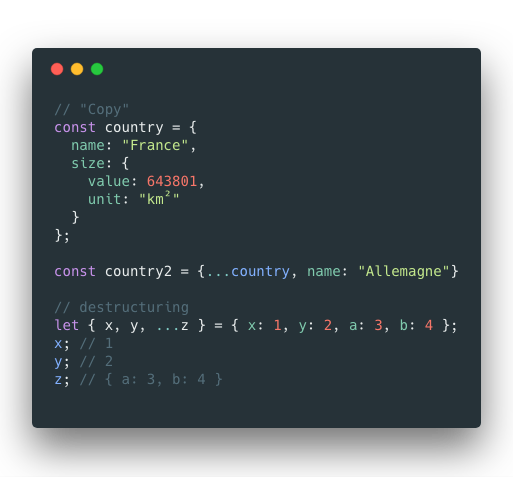 // "Copy"
const country = {
  name: "France",
  size: {
    value: 643801,
    unit: "km²"
  }
};

const country2 = {...country, name: "Allemagne"}

// destructuring
let { x, y, ...z } = { x: 1, y: 2, a: 3, b: 4 };
x; // 1
y; // 2
z; // { a: 3, b: 4 }